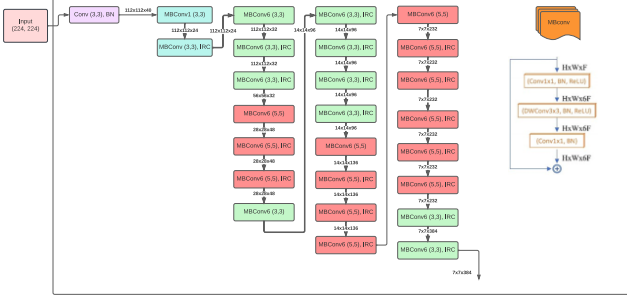 Input
(224, 224)
Conv (3,3), BN
112x112x40
MBConv1 (3,3)
112x112x24
MBConv (3,3), IRC
112x112x24
MBConv6 (3,3)
112x112x32
MBConv6 (3,3), IRC
112x112x32
MBConv6 (3,3), IRC
56x56x32
MBConv6 (5,5)
28x28x48
MBConv6 (5,5), IRC
28x28x48
MBConv6 (5,5), IRC
28x28x48
MBConv6 (3,3)
14x14x96
MBConv6 (3,3), IRC
14x14x96
MBConv6 (3,3), IRC
14x14x96
MBConv6 (3,3), IRC
14x14x96
MBConv6 (3,3), IRC
14x14x96
MBConv6 (5,5)
14x14x136
MBConv6 (5,5), IRC
14x14x136
MBConv6 (5,5), IRC
14x14x136
MBConv6 (5,5), IRC
MBConv6 (5,5)
7x7x232
MBConv6 (5,5), IRC
7x7x232
MBConv6 (5,5), IRC
7x7x232
MBConv6 (5,5), IRC
7x7x232
MBConv6 (5,5), IRC
7x7x232
MBConv6 (5,5), IRC
7x7x232
MBConv6 (3,3), IRC
7x7x384
MBConv6 (3,3), IRC
7x7x384
MBconv
HxWxF
(Conv1x1, BN, ReLU)
HxWx6F
(DWConv3x3, BN, ReLU)
HxWx6F
(Conv1x1, BN)
HxWx6F